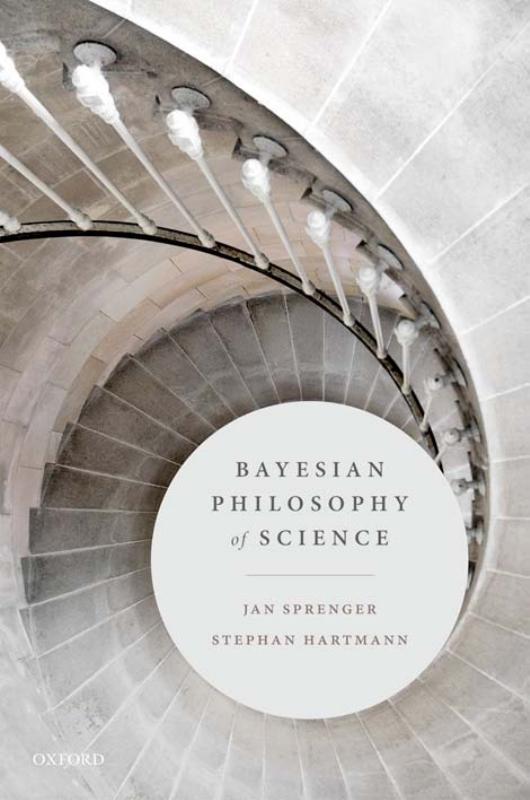 BAYESIAN
PHILOSOPHY
of SCIENCE
JAN SPRENGER
STEPHAN HARTMANN
OXFORD